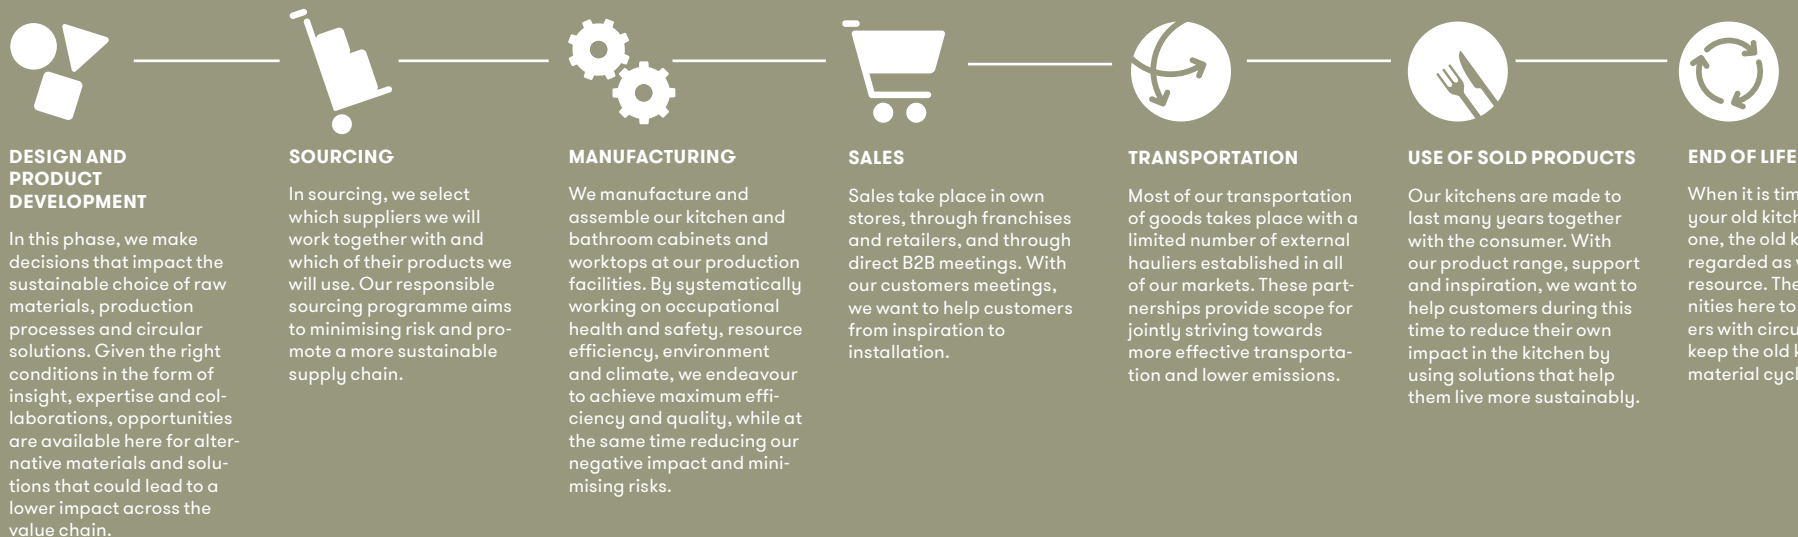 DESIGN AND
PRODUCT
DEVELOPMENT
In this phase, we make
decisions that impact the
sustainable choice of raw
materials, production
processes and circular
solutions. Given the right
conditions in the form of
insight, expertise and col-
laborations, opportunities
are available here for alter-
native materials and solu-
tions that could lead to a
lower impact across the
value chain.
SOURCING
In sourcing, we select
which suppliers we will
work together with and
which of their products we
will use. Our responsible
sourcing programme aims
to minimising risk and pro-
mote a more sustainable
supply chain.
MANUFACTURING
We manufacture and
assemble our kitchen and
bathroom cabinets and
worktops at our production
facilities. By systematically
working on occupational
health and safety, resource
efficiency, environment
and climate, we endeavour
to achieve maximum effi-
ciency and quality, while at
the same time reducing our
negative impact and mini-
mising risks.
SALES
Sales take place in own
stores, through franchises
and retailers, and through
direct B2B meetings. With
our customers meetings,
we want to help customers
from inspiration to
installation.
TRANSPORTATION
Most of our transportation
of goods takes place with a
limited number of external
hauliers established in all
of our markets. These part-
nerships provide scope for
jointly striving towards
more effective transporta-
tion and lower emissions.
USE OF SOLD PRODUCTS
Our kitchens are made to
last many years together
with the consumer. With
our product range, support
and inspiration, we want to
help customers during this
time to reduce their own
impact in the kitchen by
using solutions that help
them live more sustainably.
END OF LIFE
When it is
your old
one, the old
regarded as
resource.
nities here to
ers with
keep the old
material